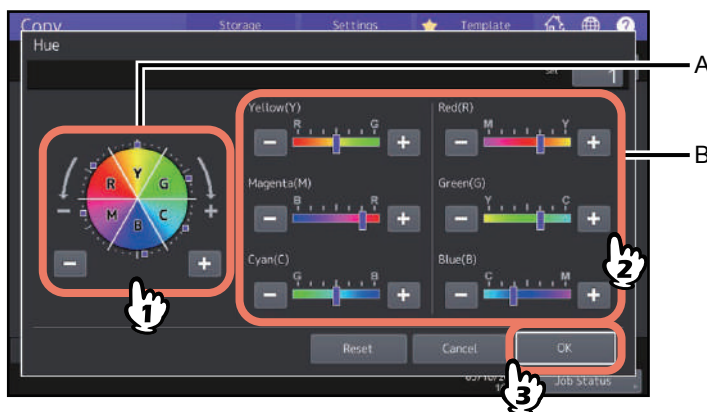 Copy Storage Settings Template ?
Hue
1
A
B
Yellow(Y)
R G
Red(R)
M Y
Y
R G
M C
B
- +
Magenta(M)
B R
Green(G)
Y C
Cyan(C)
G B
Blue(B)
C M
1
2
Reset Cancel OK
3
Job Status